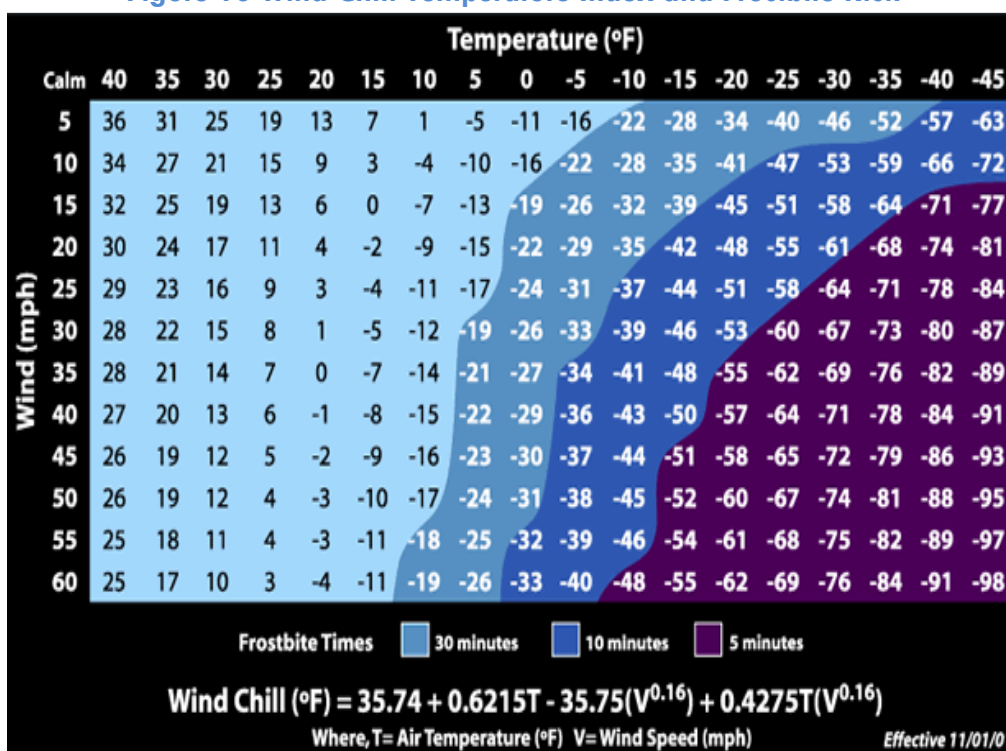 Temperature (ºF)
Calm 40 35 30 25 20 15 10 5 0 -5 -10 -15 -20 -25 -30 -35 -40 -45
Wind (mph)
5 36 31 25 19 13 7 1 -5 -11 -16 -22 -28 -34 -40 -46 -52 -57 -63
10 34 27 21 15 9 3 -4 -10 -16 -22 -28 -35 -41 -47 -53 -59 -66 -72
15 32 25 19 13 6 0 -7 -13 -19 -26 -32 -39 -45 -51 -58 -64 -71 -77
20 30 24 17 11 4 -2 -9 -15 -22 -29 -35 -42 -48 -55 -61 -68 -74 -81
25 29 23 16 9 3 -4 -11 -17 -24 -31 -37 -44 -51 -58 -64 -71 -78 -84
30 28 22 15 8 1 -5 -12 -19 -26 -33 -39 -46 -53 -60 -67 -73 -80 -87
35 28 21 14 7 0 -7 -14 -21 -27 -34 -41 -48 -55 -62 -69 -76 -82 -89
40 27 20 13 6 -1 -8 -15 -22 -29 -36 -43 -50 -57 -64 -71 -78 -84 -91
45 26 19 12 5 -2 -9 -16 -23 -30 -37 -44 -51 -58 -65 -72 -79 -86 -93
50 26 19 12 4 -3 -10 -17 -24 -31 -38 -45 -52 -60 -67 -74 -81 -88 -95
55 25 18 11 4 -3 -11 -18 -25 -32 -39 -46 -54 -61 -68 -75 -82 -89 -97
60 25 17 10 3 -4 -11 -19 -26 -33 -40 -48 -55 -62 -69 -76 -84 -91 -98
Frostbite Times 30 minutes 10 minutes 5 minutes
Wind Chill (ºF) = 35.74 + 0.6215T - 35.75(V^0.16) + 0.4275T(V^0.16)
Where, T= Air Temperature (ºF) V= Wind Speed (mph)
Effective 11/01/0